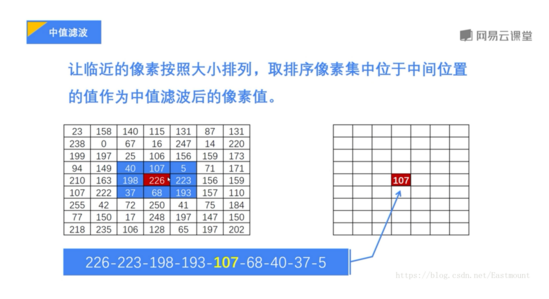 中值滤波
网易云课堂
让临近的像素按照大小排列，取排序像素集中位于中间位置
的值作为中值滤波后的像素值。
23 158 140 115 131 87 131
238 0 67 16 247 14 220
199 197 25 106 156 159 173
94 149 40 107 5 71 171
210 163 198 226 223 156 159
107 222 37 68 193 157 110
255 42 72 250 41 75 184
77 150 17 248 197 147 150
218 235 106 128 65 197 202
107
226-223-198-193-107-68-40-37-5
https://blog.csdn.net/Eastmount